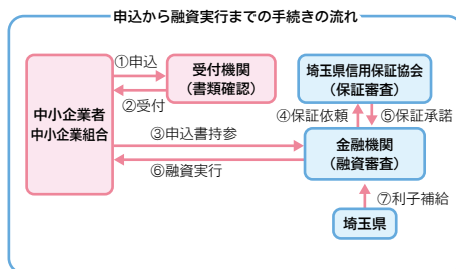 申込から融資実行までの手続きの流れ
①申込
受付機関
（書類確認）
埼玉県信用保証協会
（保証審査）
中小企業者
中小企業組合
②受付
④保証依頼
⑤保証承諾
③申込書持参
金融機関
（融資審査）
⑥融資実行
⑦利子補給
埼玉県